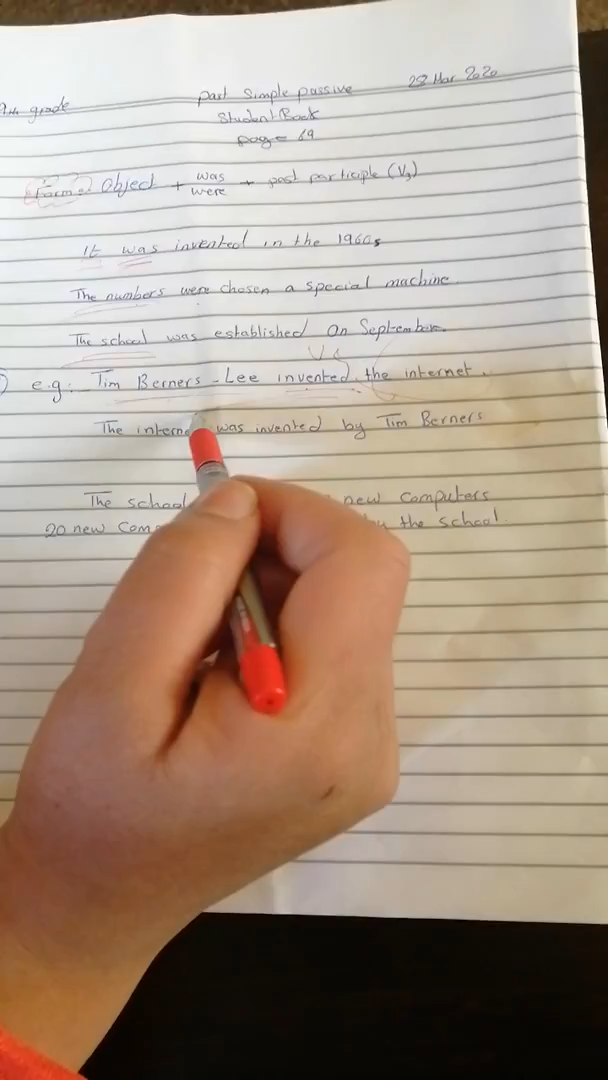 9th grade
past simple passive
28 Mar 2020
Student Book
page 69
Form: Object + was were + past participle (V3)
It was invented in the 1960s
The numbers were chosen a special machine.
The school was established on September
e.g: Tim Berners-Lee invented the internet.
The was invented by Tim Berners
The school new computers
20 new the school.